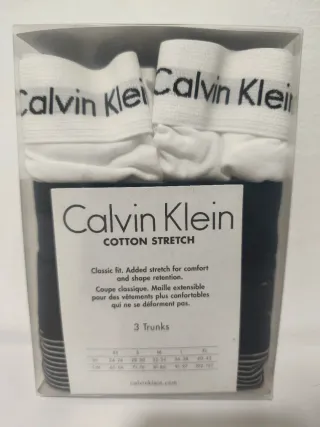 Calvin Klein Calvin Klein
Calvin Klein
COTTON STRETCH
Classic fit. Added stretch for comfort
and shape retention.
Coupe classique. Maille extensible
pour des vêtements plus confortables
qui ne se déforment pas.
3 Trunks
S M L XL
calvinklein.com